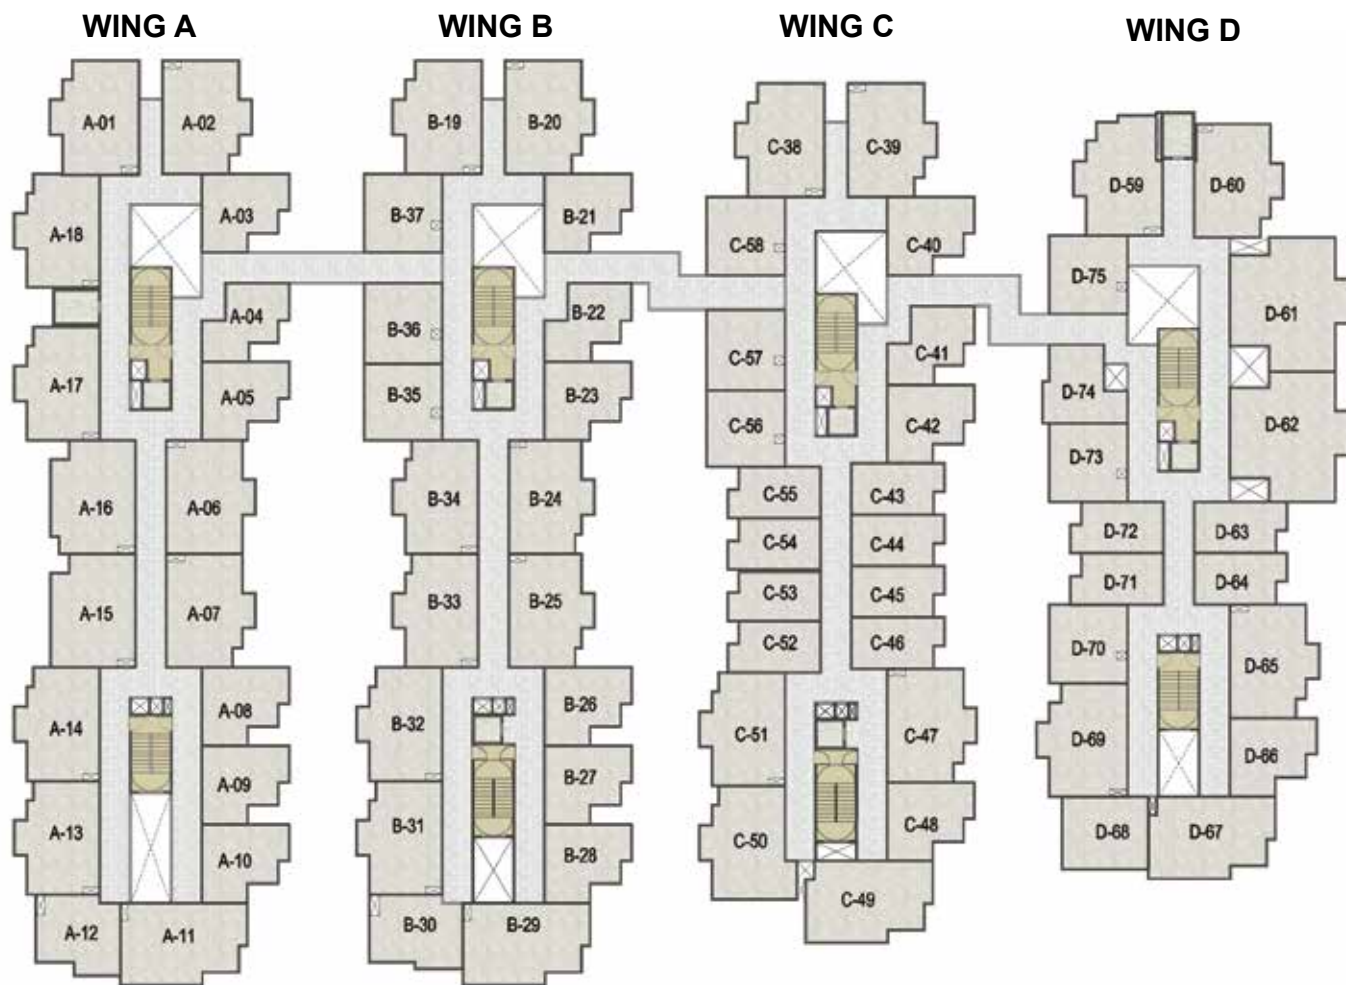 WING A
WING B
WING C
WING D
A-01
A-02
A-18
A-03
A-04
A-17
A-05
A-16
A-06
A-15
A-07
A-14
A-08
A-09
A-13
A-10
A-12
A-11
B-19
B-20
B-37
B-21
B-36
B-22
B-35
B-23
B-34
B-24
B-33
B-25
B-32
B-26
B-27
B-31
B-28
B-30
B-29
C-38
C-39
C-58
C-40
C-57
C-41
C-56
C-42
C-55
C-43
C-54
C-44
C-53
C-45
C-52
C-46
C-51
C-47
C-50
C-48
C-49
D-59
D-60
D-75
D-61
D-74
D-62
D-73
D-72
D-63
D-71
D-64
D-70
D-65
D-69
D-66
D-68
D-67